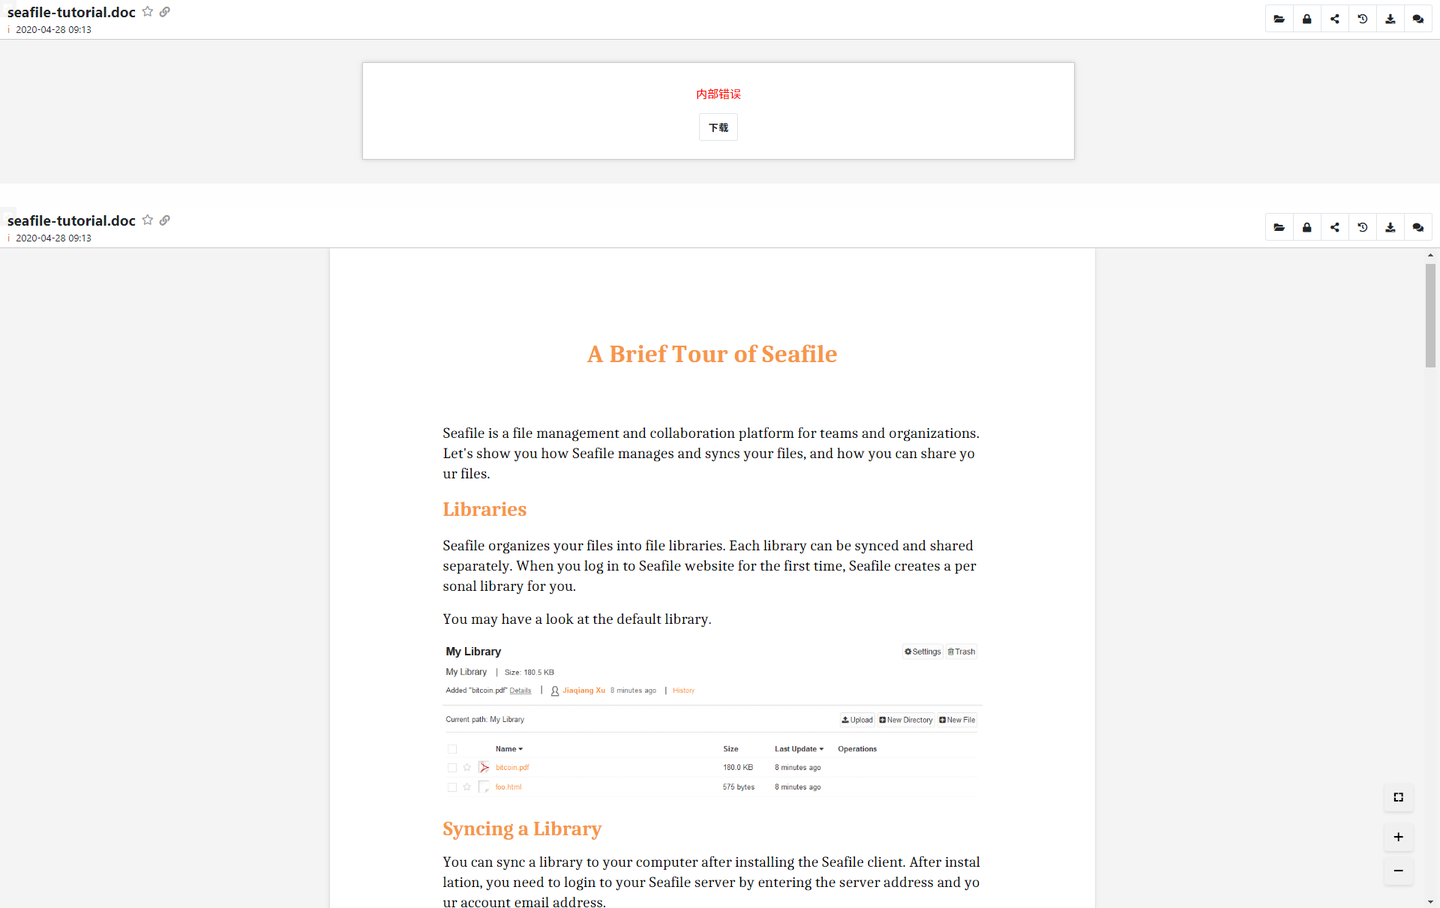 seafile-tutorial.doc
i 2020-04-28 09:13
内部错误
下载
seafile-tutorial.doc
i 2020-04-28 09:13
A Brief Tour of Seafile
Seafile is a file management and collaboration platform for teams and organizations.
Let's show you how Seafile manages and syncs your files, and how you can share yo
ur files.
Libraries
Seafile organizes your files into file libraries. Each library can be synced and shared
separately. When you log in to Seafile website for the first time, Seafile creates a per
sonal library for you.
You may have a look at the default library.
My Library
Settings Trash
My Library | Size: 180.5 KB
Added "bitcoin.pdf" Details | Jiaqiang Xu 8 minutes ago | History
Current path: My Library
Upload New Directory New File
Name Size Last Update Operations
bitcoin.pdf 180.0 KB 8 minutes ago
foo.html 575 bytes 8 minutes ago
Syncing a Library
You can sync a library to your computer after installing the Seafile client. After instal
lation, you need to login to your Seafile server by entering the server address and yo
ur account email address.